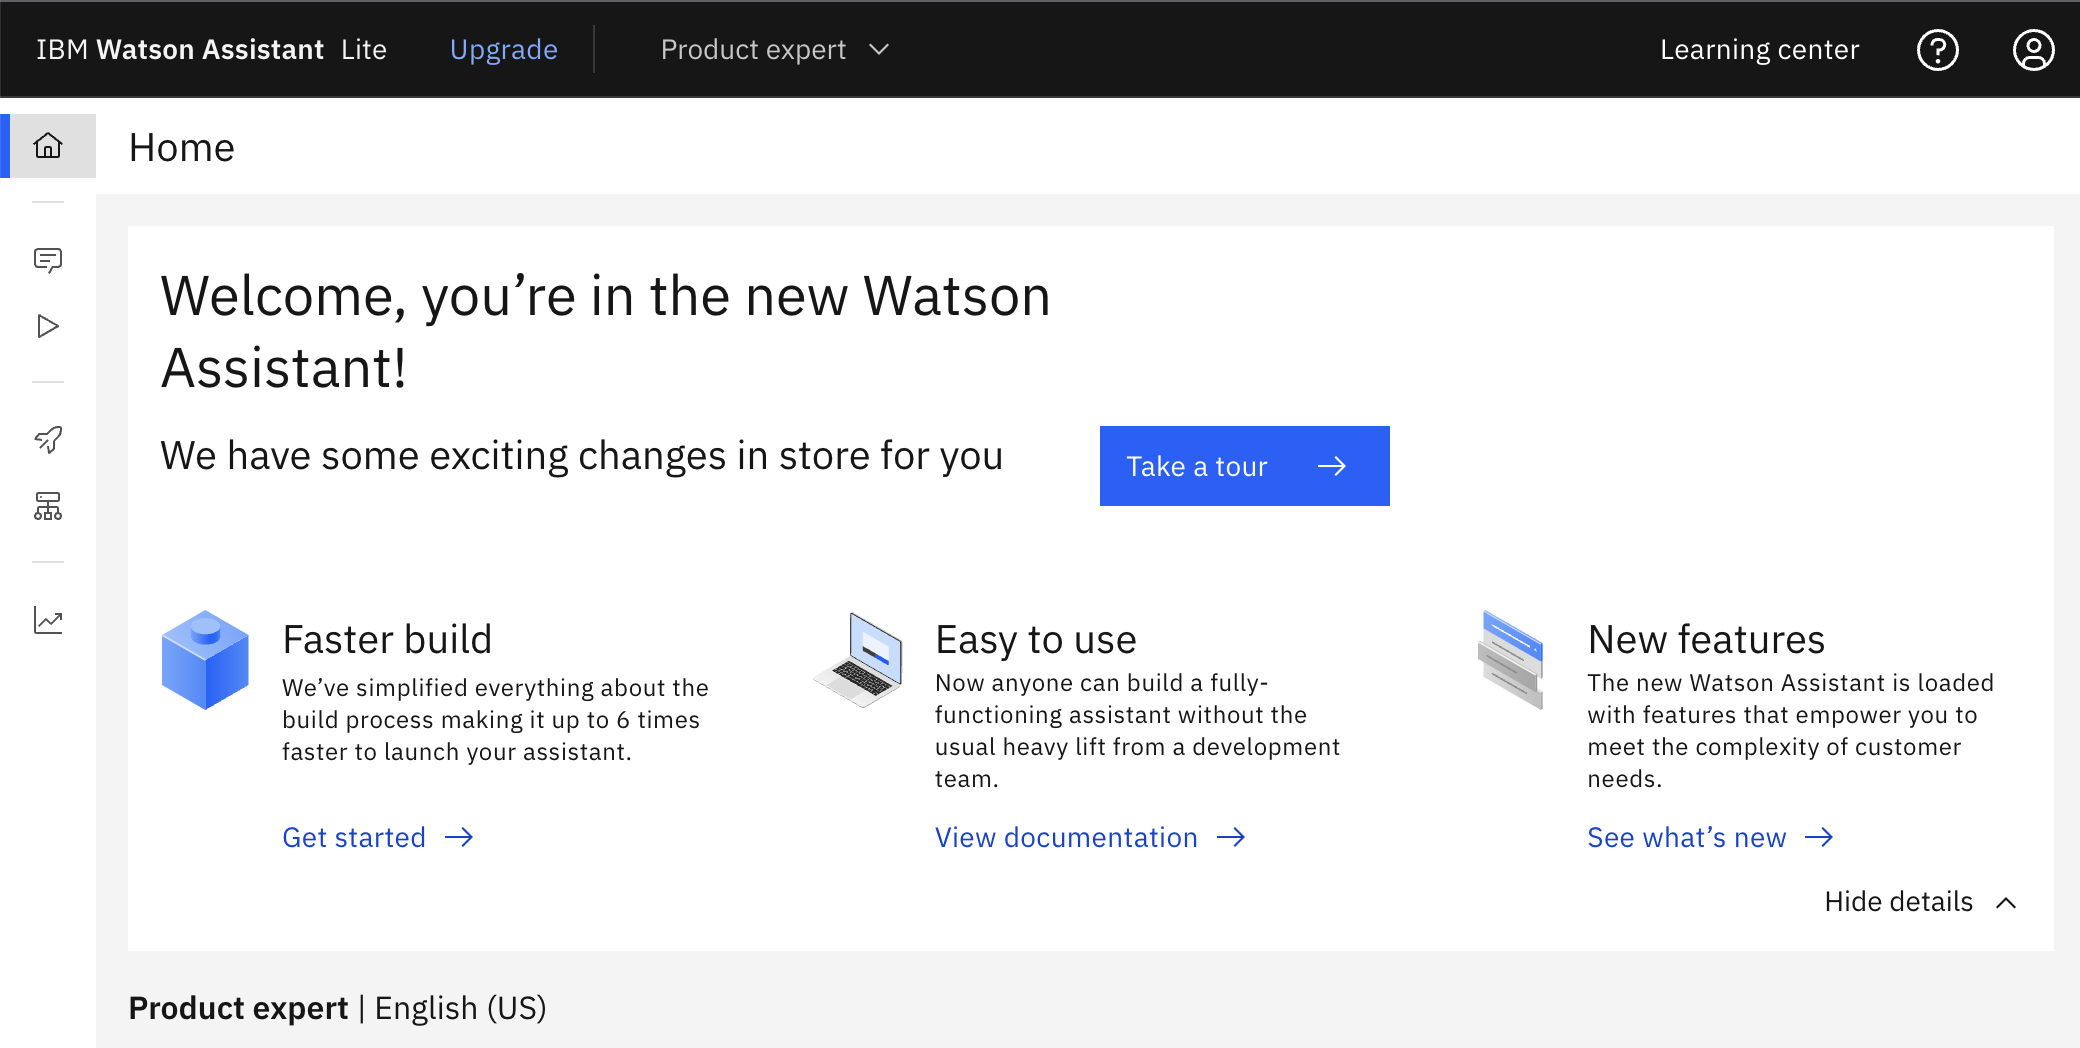 IBM Watson Assistant Lite Upgrade Product expert Learning center
Home
Welcome, you’re in the new Watson
Assistant!
We have some exciting changes in store for you
Take a tour
Faster build
We’ve simplified everything about the
build process making it up to 6 times
faster to launch your assistant.
Get started
Easy to use
Now anyone can build a fully-
functioning assistant without the
usual heavy lift from a development
team.
View documentation
New features
The new Watson Assistant is loaded
with features that empower you to
meet the complexity of customer
needs.
See what’s new
Hide details
Product expert | English (US)